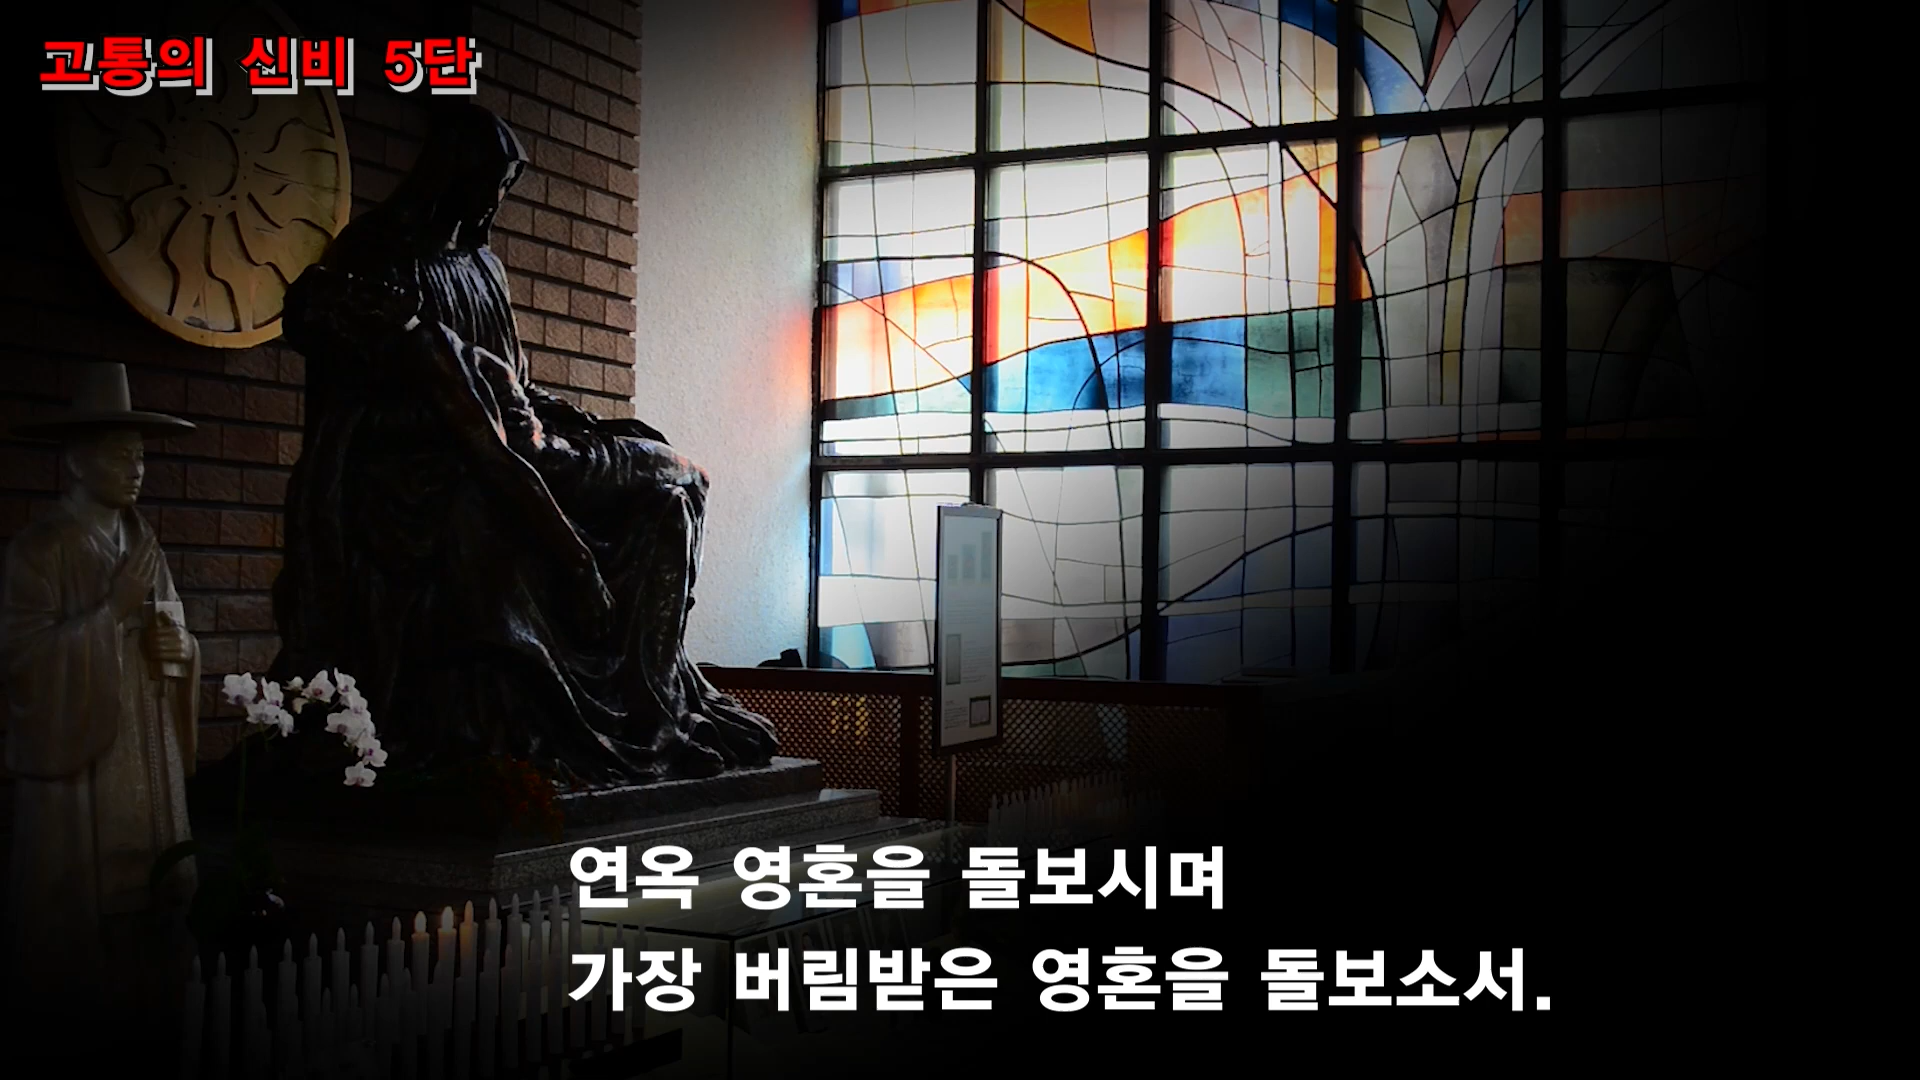 고통의 신비 5단
연옥 영혼을 돌보시며
가장 버림받은 영혼을 돌보소서.